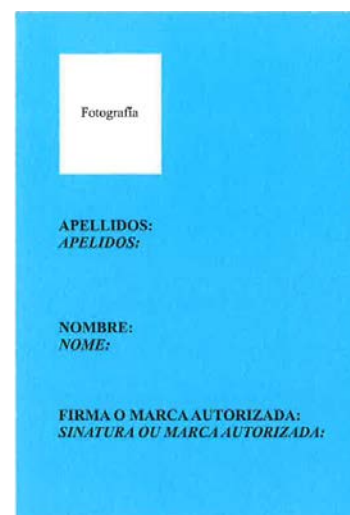 Fotografía
APELLIDOS:
APELIDOS:
NOMBRE:
NOME:
FIRMA O MARCA AUTORIZADA:
SINATURA OU MARCA AUTORIZADA: